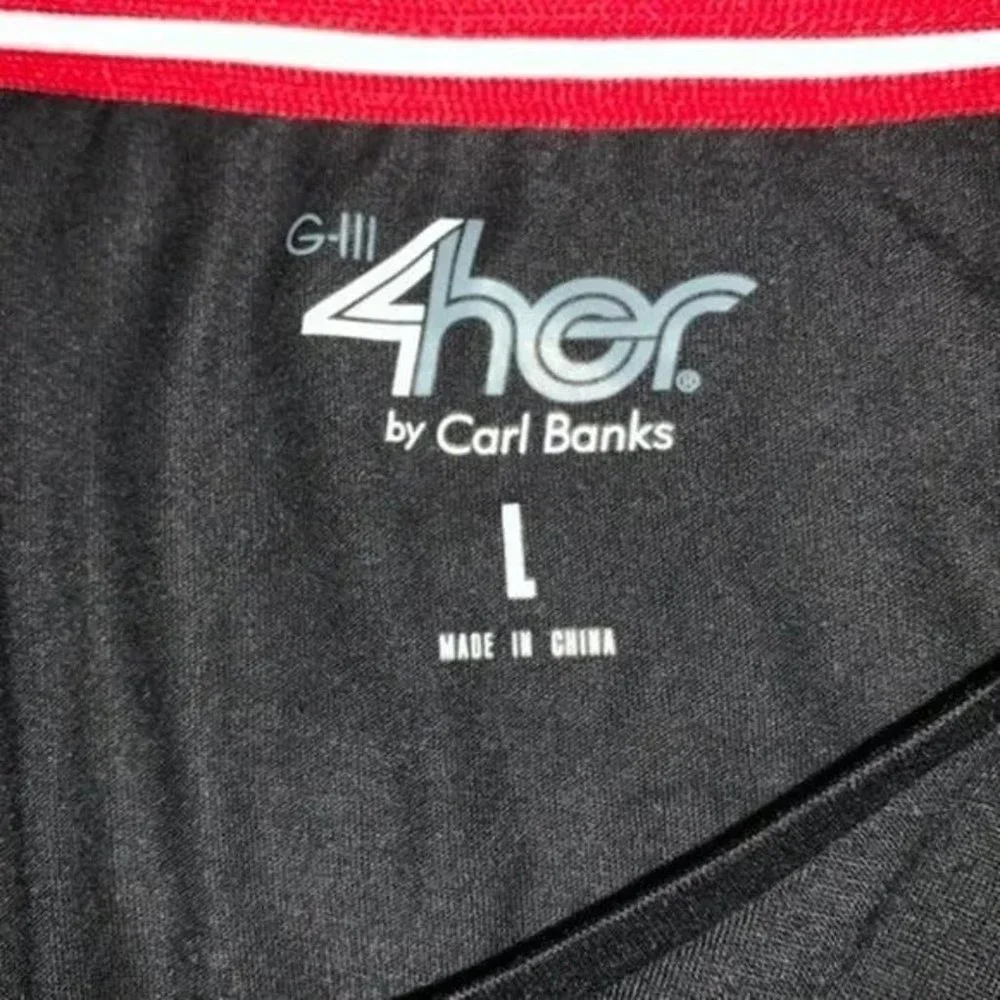 G-III
4her®
by Carl Banks
L
MADE IN CHINA